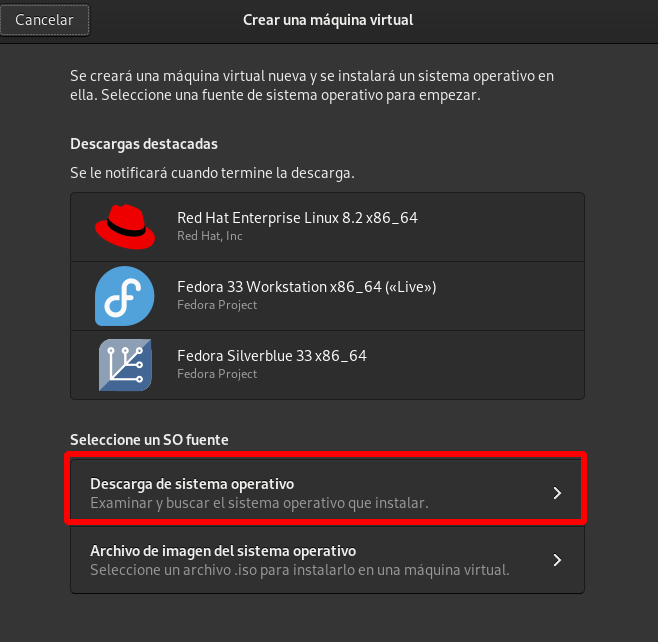 Cancelar
Crear una máquina virtual
Se creará una máquina virtual nueva y se instalará un sistema operativo en
ella. Seleccione una fuente de sistema operativo para empezar.
Descargas destacadas
Se le notificará cuando termine la descarga.
Red Hat Enterprise Linux 8.2 x86_64
Red Hat, Inc
Fedora 33 Workstation x86_64 («Live»)
Fedora Project
Fedora Silverblue 33 x86_64
Fedora Project
Seleccione un SO fuente
Descarga de sistema operativo
Examinar y buscar el sistema operativo que instalar.
Archivo de imagen del sistema operativo
Seleccione un archivo .iso para instalarlo en una máquina virtual.